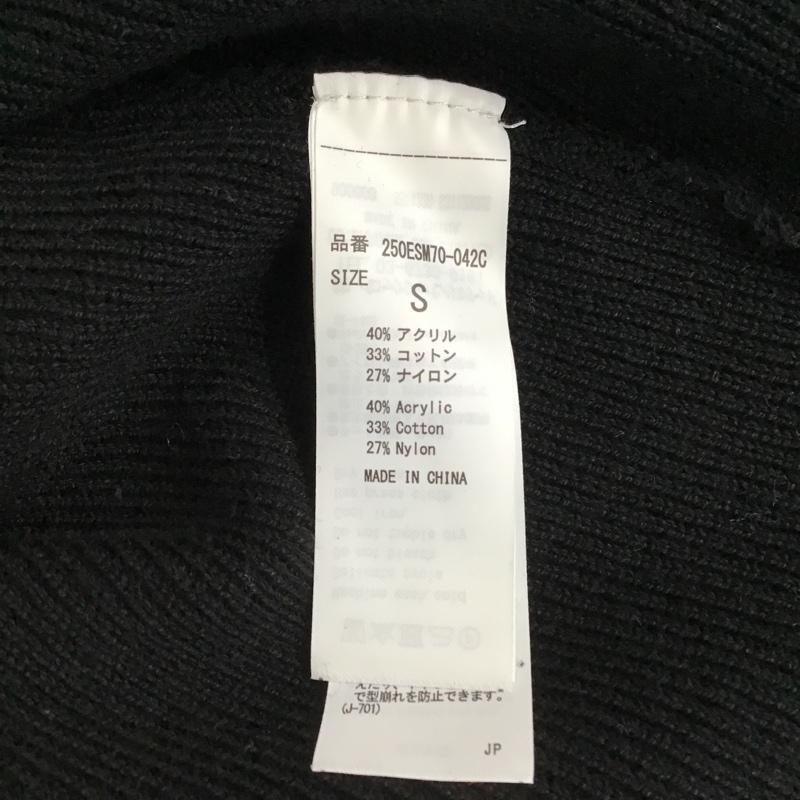 品番 250ESM70-042C
SIZE S
40% アクリル
33% コットン
27% ナイロン
40% Acrylic
33% Cotton
27% Nylon
MADE IN CHINA
で型崩れを防止できます。
(J-701)
JP